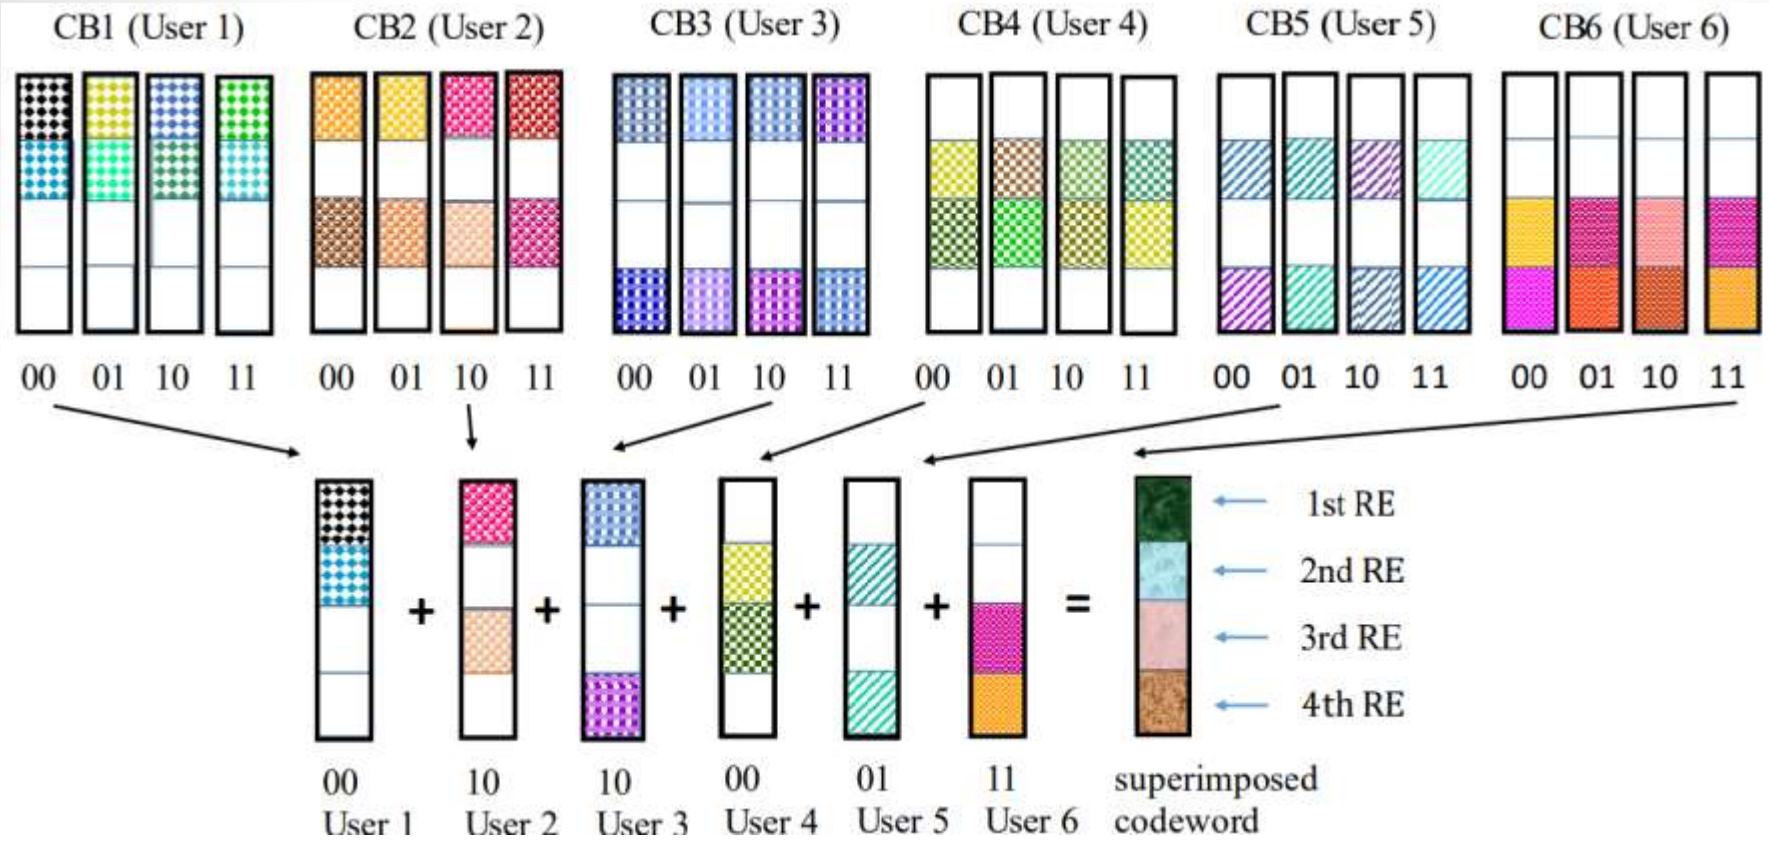 CB1 (User 1) CB2 (User 2) CB3 (User 3) CB4 (User 4) CB5 (User 5) CB6 (User 6)
00 01 10 11 00 01 10 11 00 01 10 11 00 01 10 11 00 01 10 11 00 01 10 11
1st RE
2nd RE
+ + + + + =
3rd RE
4th RE
00 10 10 00 01 11 superimposed
User 1 User 2 User 3 User 4 User 5 User 6 codeword